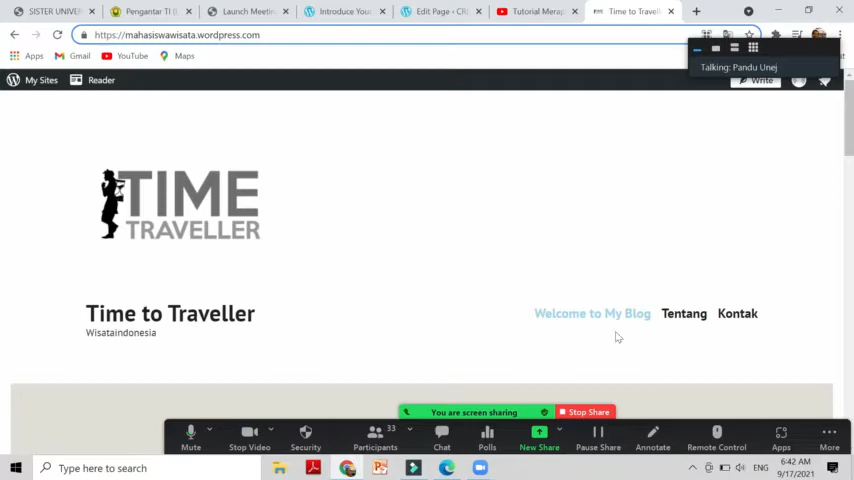 SISTER UNIVER
Pengantar TI (
Launch Meetin
Introduce You
Edit Page ‹ CR
Tutorial Merap
Time to Travell
https://mahasiswawisata.wordpress.com
Apps
Gmail
YouTube
Maps
Talking: Pandu Unej
My Sites
Reader
Write
TIME
TRAVELLER
Time to Traveller
Wisataindonesia
Welcome to My Blog
Tentang
Kontak
You are screen sharing
Stop Share
33
Mute
Stop Video
Security
Participants
Chat
Polls
New Share
Pause Share
Annotate
Remote Control
Apps
More
Type here to search
ENG
6:42 AM
9/17/2021